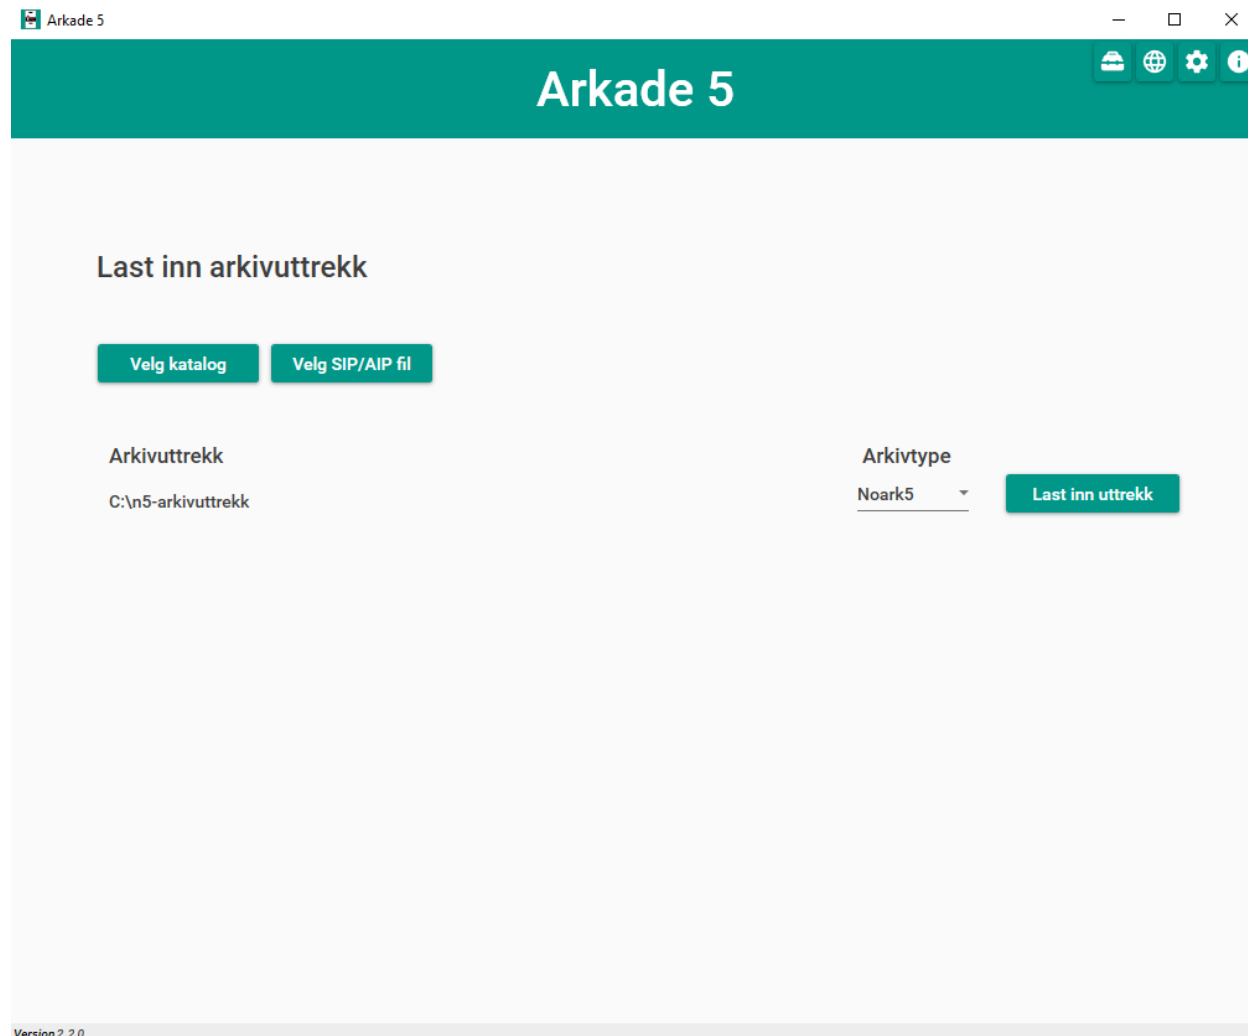 Arkade 5
Arkade 5
Last inn arkivuttrekk
Velg katalog Velg SIP/AIP fil
Arkivuttrekk Arkivtype
C:\n5-arkivuttrekk Noark5 Last inn uttrekk
Version 2.2.0